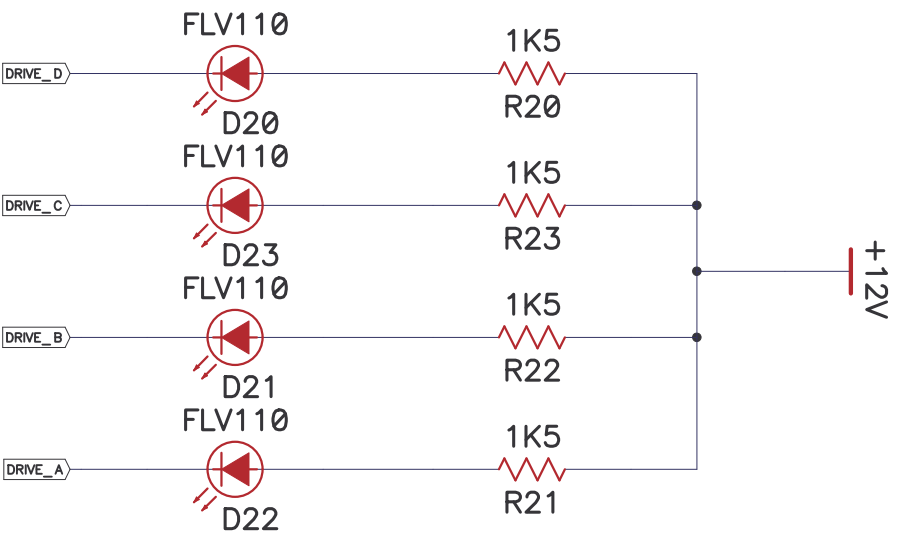 FLV110
1K5
DRIVE_D
R20
D20
FLV110
1K5
DRIVE_C
R23
D23
+12V
FLV110
1K5
DRIVE_B
R22
D21
FLV110
1K5
DRIVE_A
R21
D22